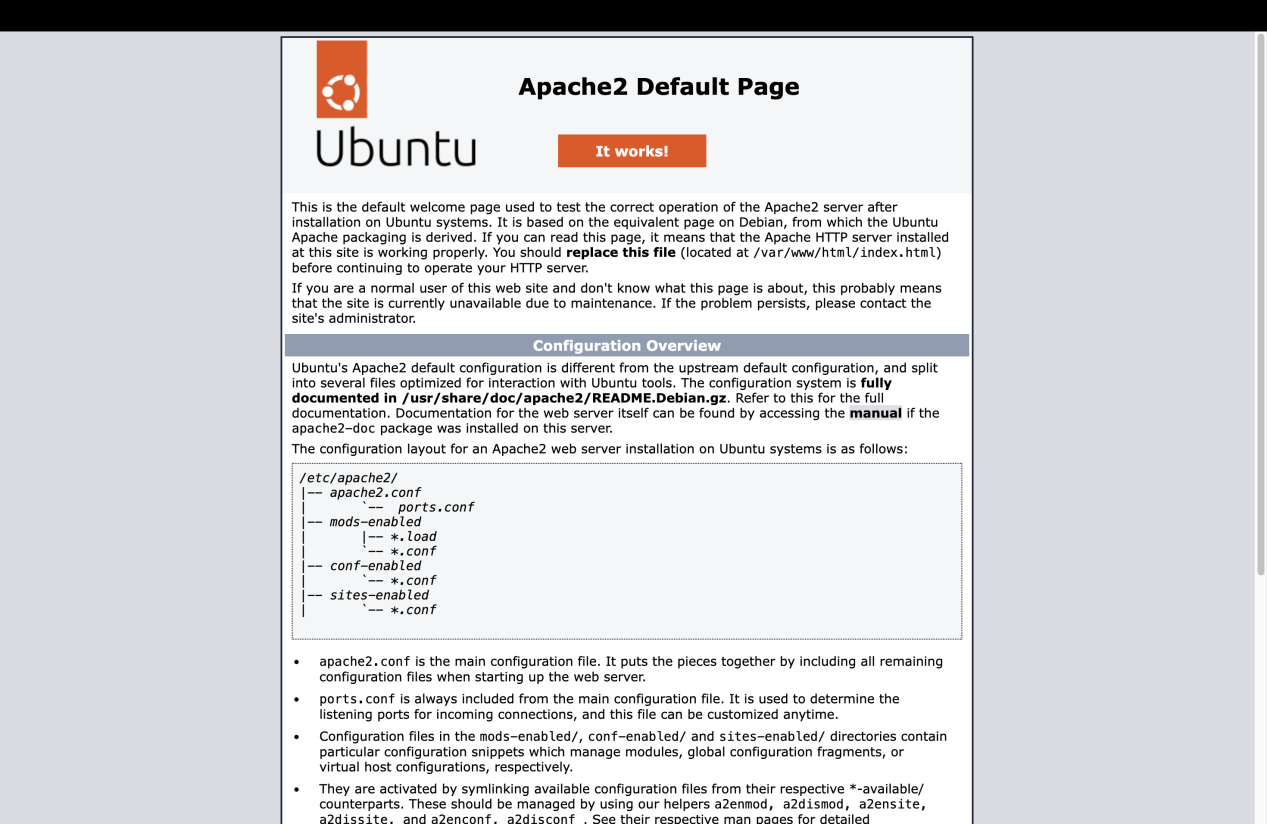 Apache2 Default Page
Ubuntu
It works!
This is the default welcome page used to test the correct operation of the Apache2 server after
installation on Ubuntu systems. It is based on the equivalent page on Debian, from which the Ubuntu
Apache packaging is derived. If you can read this page, it means that the Apache HTTP server installed
at this site is working properly. You should replace this file (located at /var/www/html/index.html)
before continuing to operate your HTTP server.
If you are a normal user of this web site and don't know what this page is about, this probably means
that the site is currently unavailable due to maintenance. If the problem persists, please contact the
site's administrator.
Configuration Overview
Ubuntu's Apache2 default configuration is different from the upstream default configuration, and split
into several files optimized for interaction with Ubuntu tools. The configuration system is fully
documented in /usr/share/doc/apache2/README.Debian.gz. Refer to this for the full
documentation. Documentation for the web server itself can be found by accessing the manual if the
apache2-doc package was installed on this server.
The configuration layout for an Apache2 web server installation on Ubuntu systems is as follows:
/etc/apache2/
|-- apache2.conf
|       `--  ports.conf
|-- mods-enabled
|       |-- *.load
|       `-- *.conf
|-- conf-enabled
|       `-- *.conf
|-- sites-enabled
|       `-- *.conf
• apache2.conf is the main configuration file. It puts the pieces together by including all remaining
configuration files when starting up the web server.
• ports.conf is always included from the main configuration file. It is used to determine the
listening ports for incoming connections, and this file can be customized anytime.
• Configuration files in the mods-enabled/, conf-enabled/ and sites-enabled/ directories contain
particular configuration snippets which manage modules, global configuration fragments, or
virtual host configurations, respectively.
• They are activated by symlinking available configuration files from their respective *-available/
counterparts. These should be managed by using our helpers a2enmod, a2dismod, a2ensite,
a2dissite, and a2enconf, a2disconf . See their respective man pages for detailed